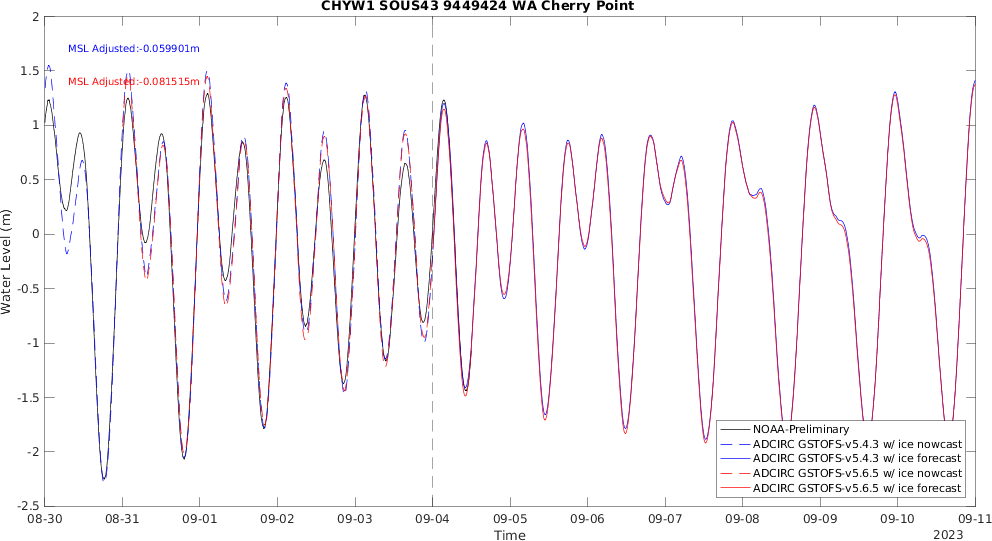 CHYW1 SOUS43 9449424 WA Cherry Point
2
1.5
1
0.5
0
-0.5
-1
-1.5
-2
-2.5
Water Level (m)
MSL Adjusted:-0.059901m
MSL Adjusted:-0.081515m
NOAA-Preliminary
ADCIRC GSTOFS-v5.4.3 w/ ice nowcast
ADCIRC GSTOFS-v5.4.3 w/ ice forecast
ADCIRC GSTOFS-v5.6.5 w/ ice nowcast
ADCIRC GSTOFS-v5.6.5 w/ ice forecast
08-30 08-31 09-01 09-02 09-03 09-04 09-05 09-06 09-07 09-08 09-09 09-10 09-11
Time
2023